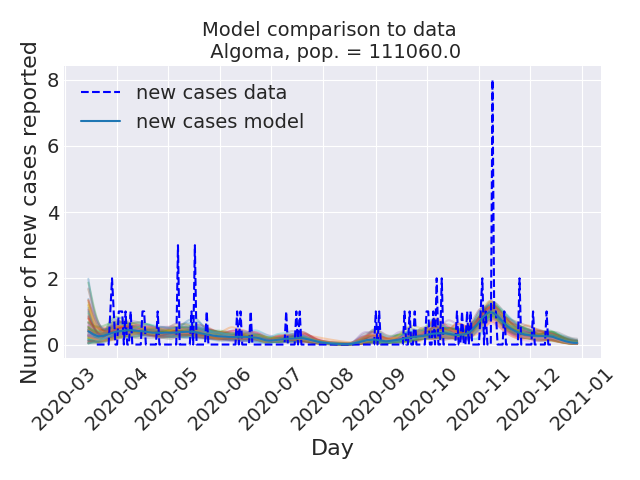 Model comparison to data
Algoma, pop. = 111060.0
Number of new cases reported
8
6
4
2
0
new cases data
new cases model
2020-03
2020-04
2020-05
2020-06
2020-07
2020-08
2020-09
2020-10
2020-11
2020-12
2021-01
Day